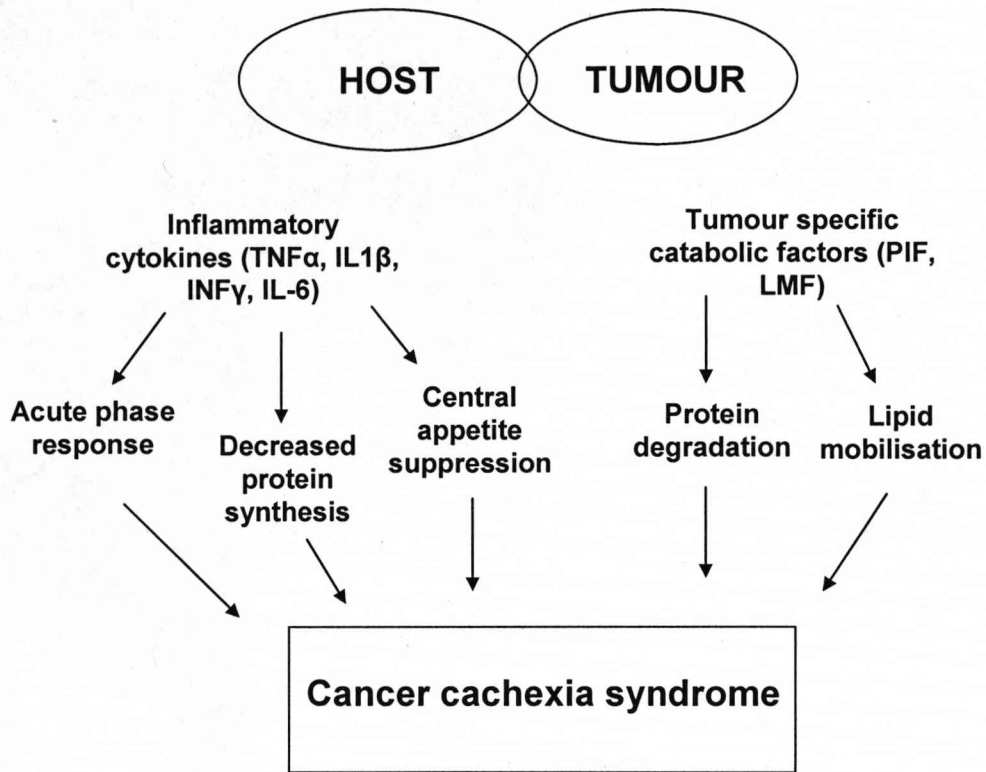 HOST
TUMOUR
Inflammatory
cytokines (TNFα, IL1β,
INFγ, IL-6)
Tumour specific
catabolic factors (PIF,
LMF)
Acute phase
response
Decreased
protein
synthesis
Central
appetite
suppression
Protein
degradation
Lipid
mobilisation
Cancer cachexia syndrome